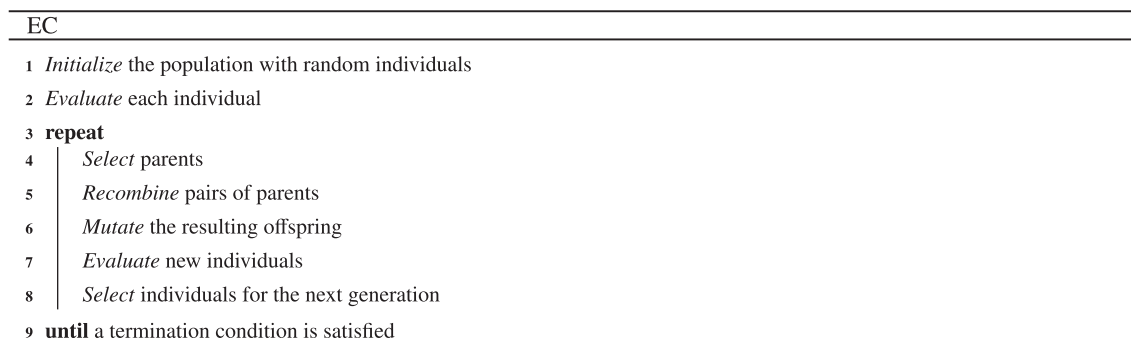 EC
1 Initialize the population with random individuals
2 Evaluate each individual
3 repeat
4 Select parents
5 Recombine pairs of parents
6 Mutate the resulting offspring
7 Evaluate new individuals
8 Select individuals for the next generation
9 until a termination condition is satisfied